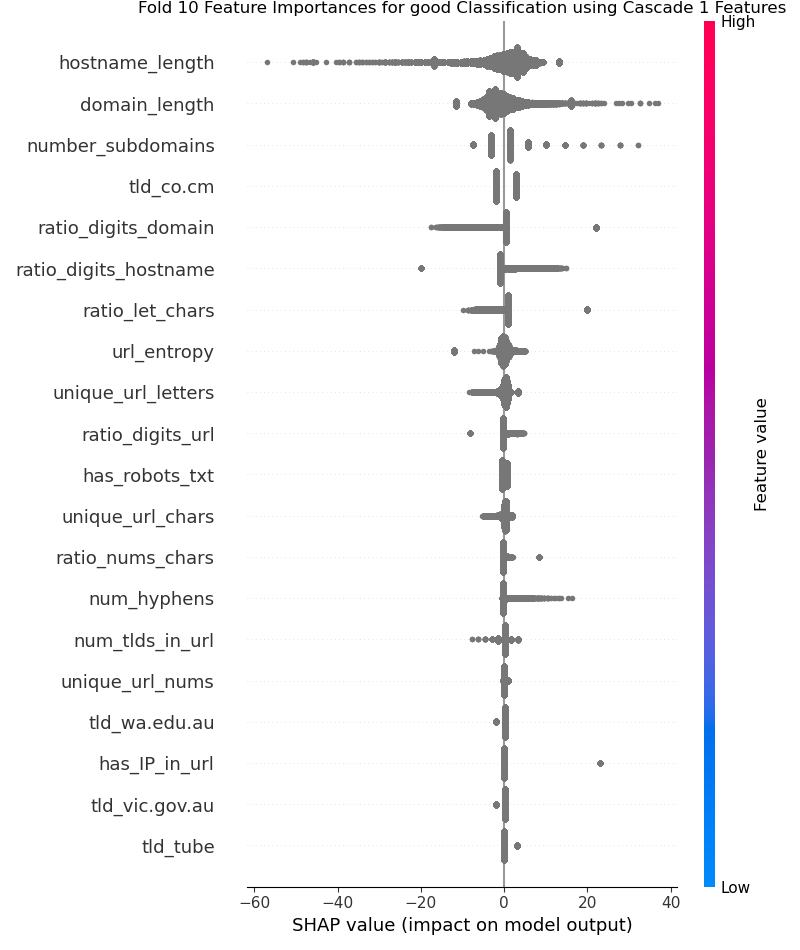 Fold 10 Feature Importances for good Classification using Cascade 1 Features
High
hostname_length
domain_length
number_subdomains
tld_co.cm
ratio_digits_domain
ratio_digits_hostname
ratio_let_chars
url_entropy
unique_url_letters
ratio_digits_url
has_robots_txt
unique_url_chars
ratio_nums_chars
num_hyphens
num_tlds_in_url
unique_url_nums
tld_wa.edu.au
has_IP_in_url
tld_vic.gov.au
tld_tube
Feature value
Low
−60 −40 −20 0 20 40
SHAP value (impact on model output)